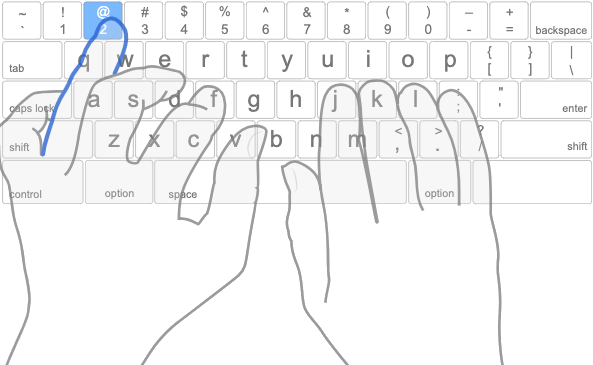 ~ ! @ # $ % ^ & * ( ) – +
` 1 2 3 4 5 6 7 8 9 0 - = backspace
tab q w e r t y u i o p { [ } ] | \
caps lock a s d f g h j k l : ; " ' enter
shift z x c v b n m < , > . ? / shift
control option space option